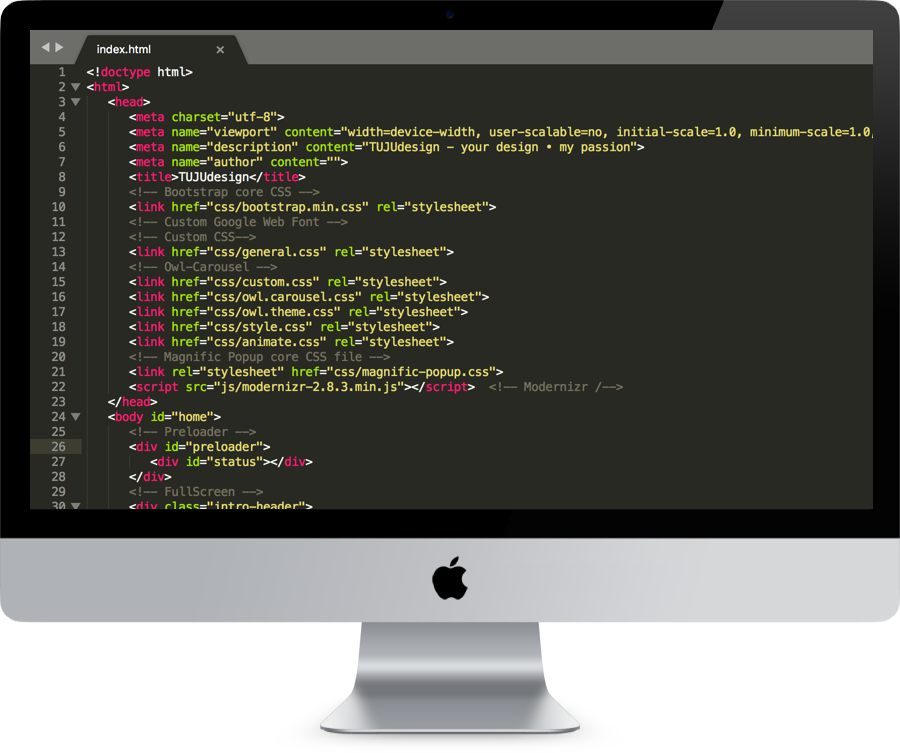 index.html ×
1 <!doctype html>
2 <html>
3 <head>
4 <meta charset="utf-8">
5 <meta name="viewport" content="width=device-width, user-scalable=no, initial-scale=1.0, minimum-scale=1.0,
6 <meta name="description" content="TUJUdesign - your design • my passion">
7 <meta name="author" content="">
8 <title>TUJUdesign</title>
9 <!-- Bootstrap core CSS -->
10 <link href="css/bootstrap.min.css" rel="stylesheet">
11 <!-- Custom Google Web Font -->
12 <!-- Custom CSS-->
13 <link href="css/general.css" rel="stylesheet">
14 <!-- Owl-Carousel -->
15 <link href="css/custom.css" rel="stylesheet">
16 <link href="css/owl.carousel.css" rel="stylesheet">
17 <link href="css/owl.theme.css" rel="stylesheet">
18 <link href="css/style.css" rel="stylesheet">
19 <link href="css/animate.css" rel="stylesheet">
20 <!-- Magnific Popup core CSS file -->
21 <link rel="stylesheet" href="css/magnific-popup.css">
22 <script src="js/modernizr-2.8.3.min.js"></script> <!-- Modernizr /-->
23 </head>
24 <body id="home">
25 <!-- Preloader -->
26 <div id="preloader">
27 <div id="status"></div>
28 </div>
29 <!-- FullScreen -->
30 <div class="intro-header">